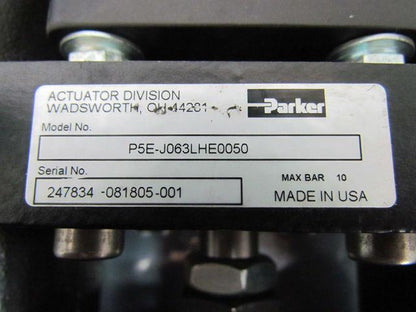 ACTUATOR DIVISION
WADSWORTH, OH 44281
Parker
Model No.
P5E-J063LHE0050
Serial No.
247834 -081805-001
MAX BAR 10
MADE IN USA